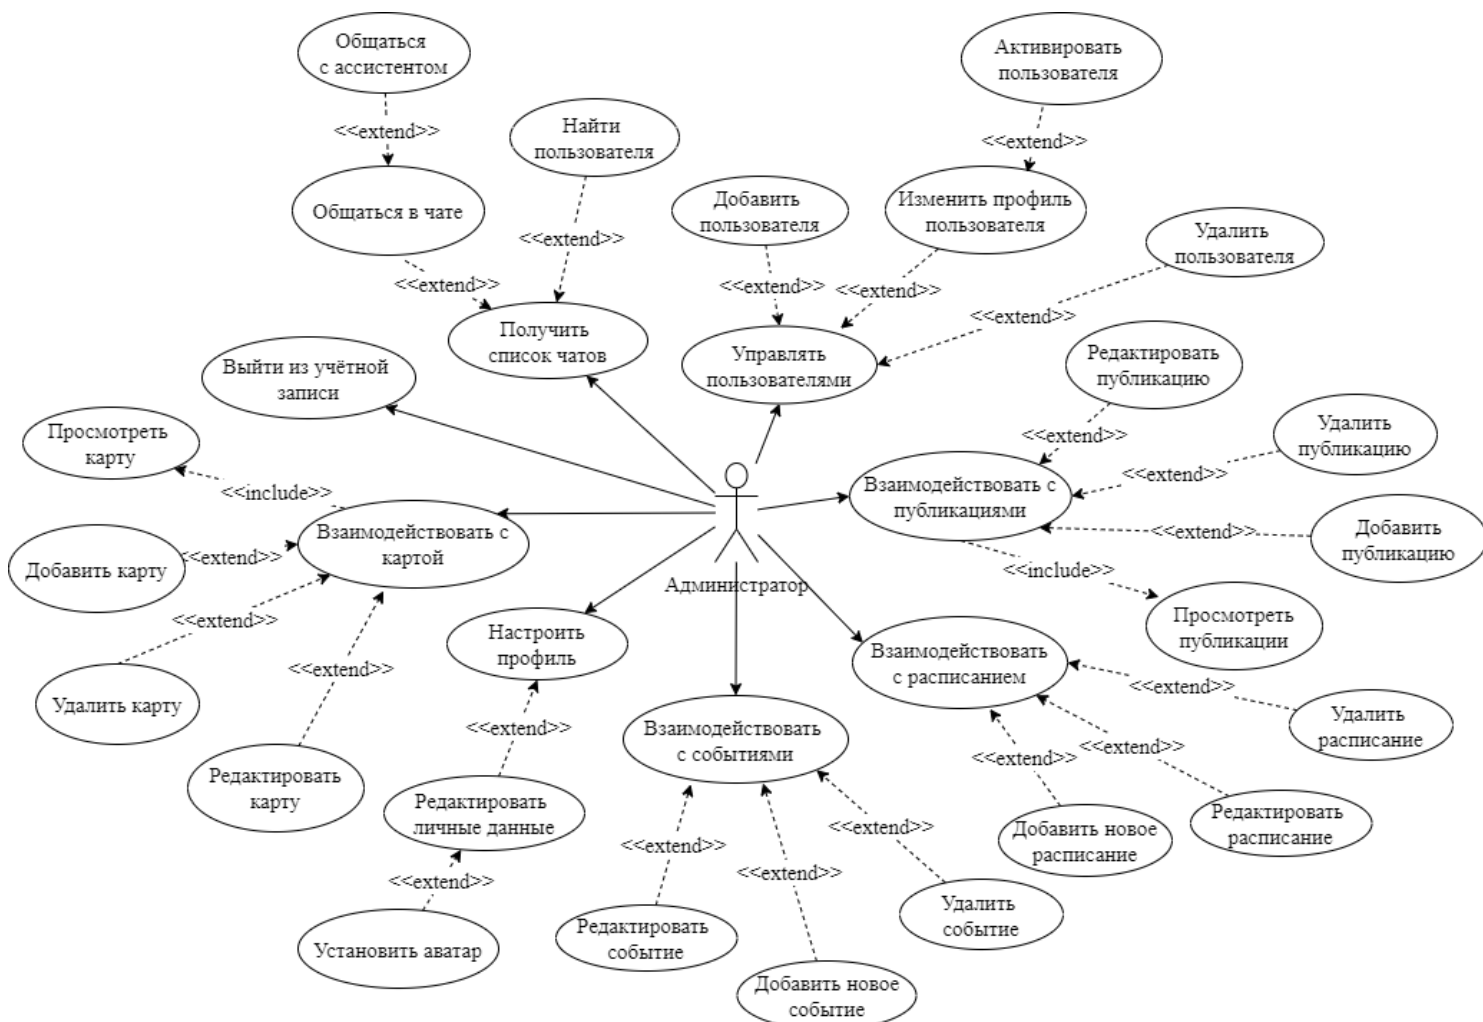 Общаться
с ассистентом
<<extend>>
Общаться в чате
<<extend>>
Найти
пользователя
<<extend>>
Получить
список чатов
Активировать
пользователя
<<extend>>
Изменить профиль
пользователя
<<extend>>
Добавить
пользователя
<<extend>>
Удалить
пользователя
<<extend>>
Управлять
пользователями
Выйти из учётной
записи
Просмотреть
карту
<<include>>
Взаимодействовать с
картой
Добавить карту
<<extend>>
Удалить карту
<<extend>>
Редактировать
карту
<<extend>>
Администратор
Редактировать
публикацию
<<extend>>
Удалить
публикацию
<<extend>>
Взаимодействовать с
публикациями
Добавить
публикацию
<<extend>>
<<include>>
Просмотреть
публикации
Настроить
профиль
<<extend>>
Редактировать
личные данные
<<extend>>
Установить аватар
Взаимодействовать
с событиями
<<extend>>
Редактировать
событие
<<extend>>
Добавить новое
событие
<<extend>>
Удалить
событие
Взаимодействовать
с расписанием
<<extend>>
Удалить
расписание
<<extend>>
Редактировать
расписание
<<extend>>
Добавить новое
расписание